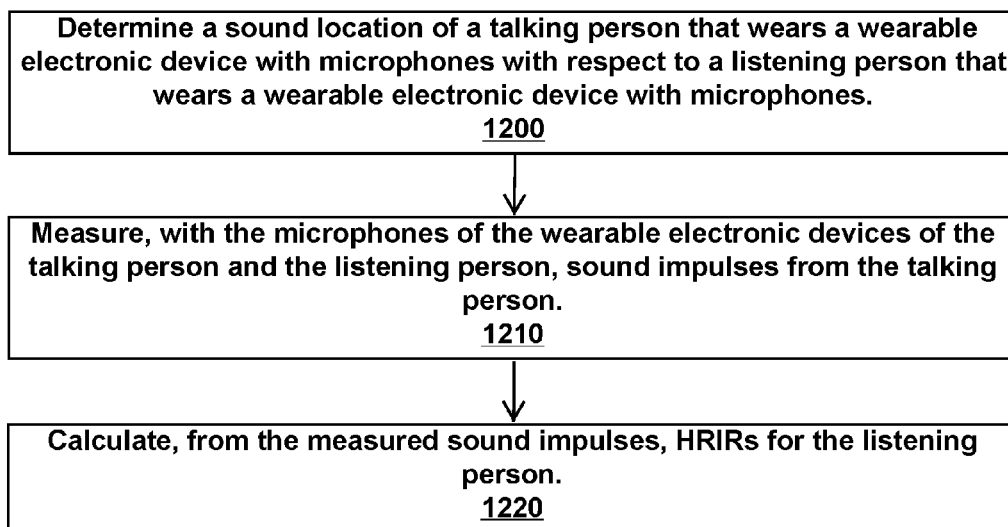 Determine a sound location of a talking person that wears a wearable
electronic device with microphones with respect to a listening person that
wears a wearable electronic device with microphones.
1200
Measure, with the microphones of the wearable electronic devices of the
talking person and the listening person, sound impulses from the talking
person.
1210
Calculate, from the measured sound impulses, HRIRs for the listening
person.
1220